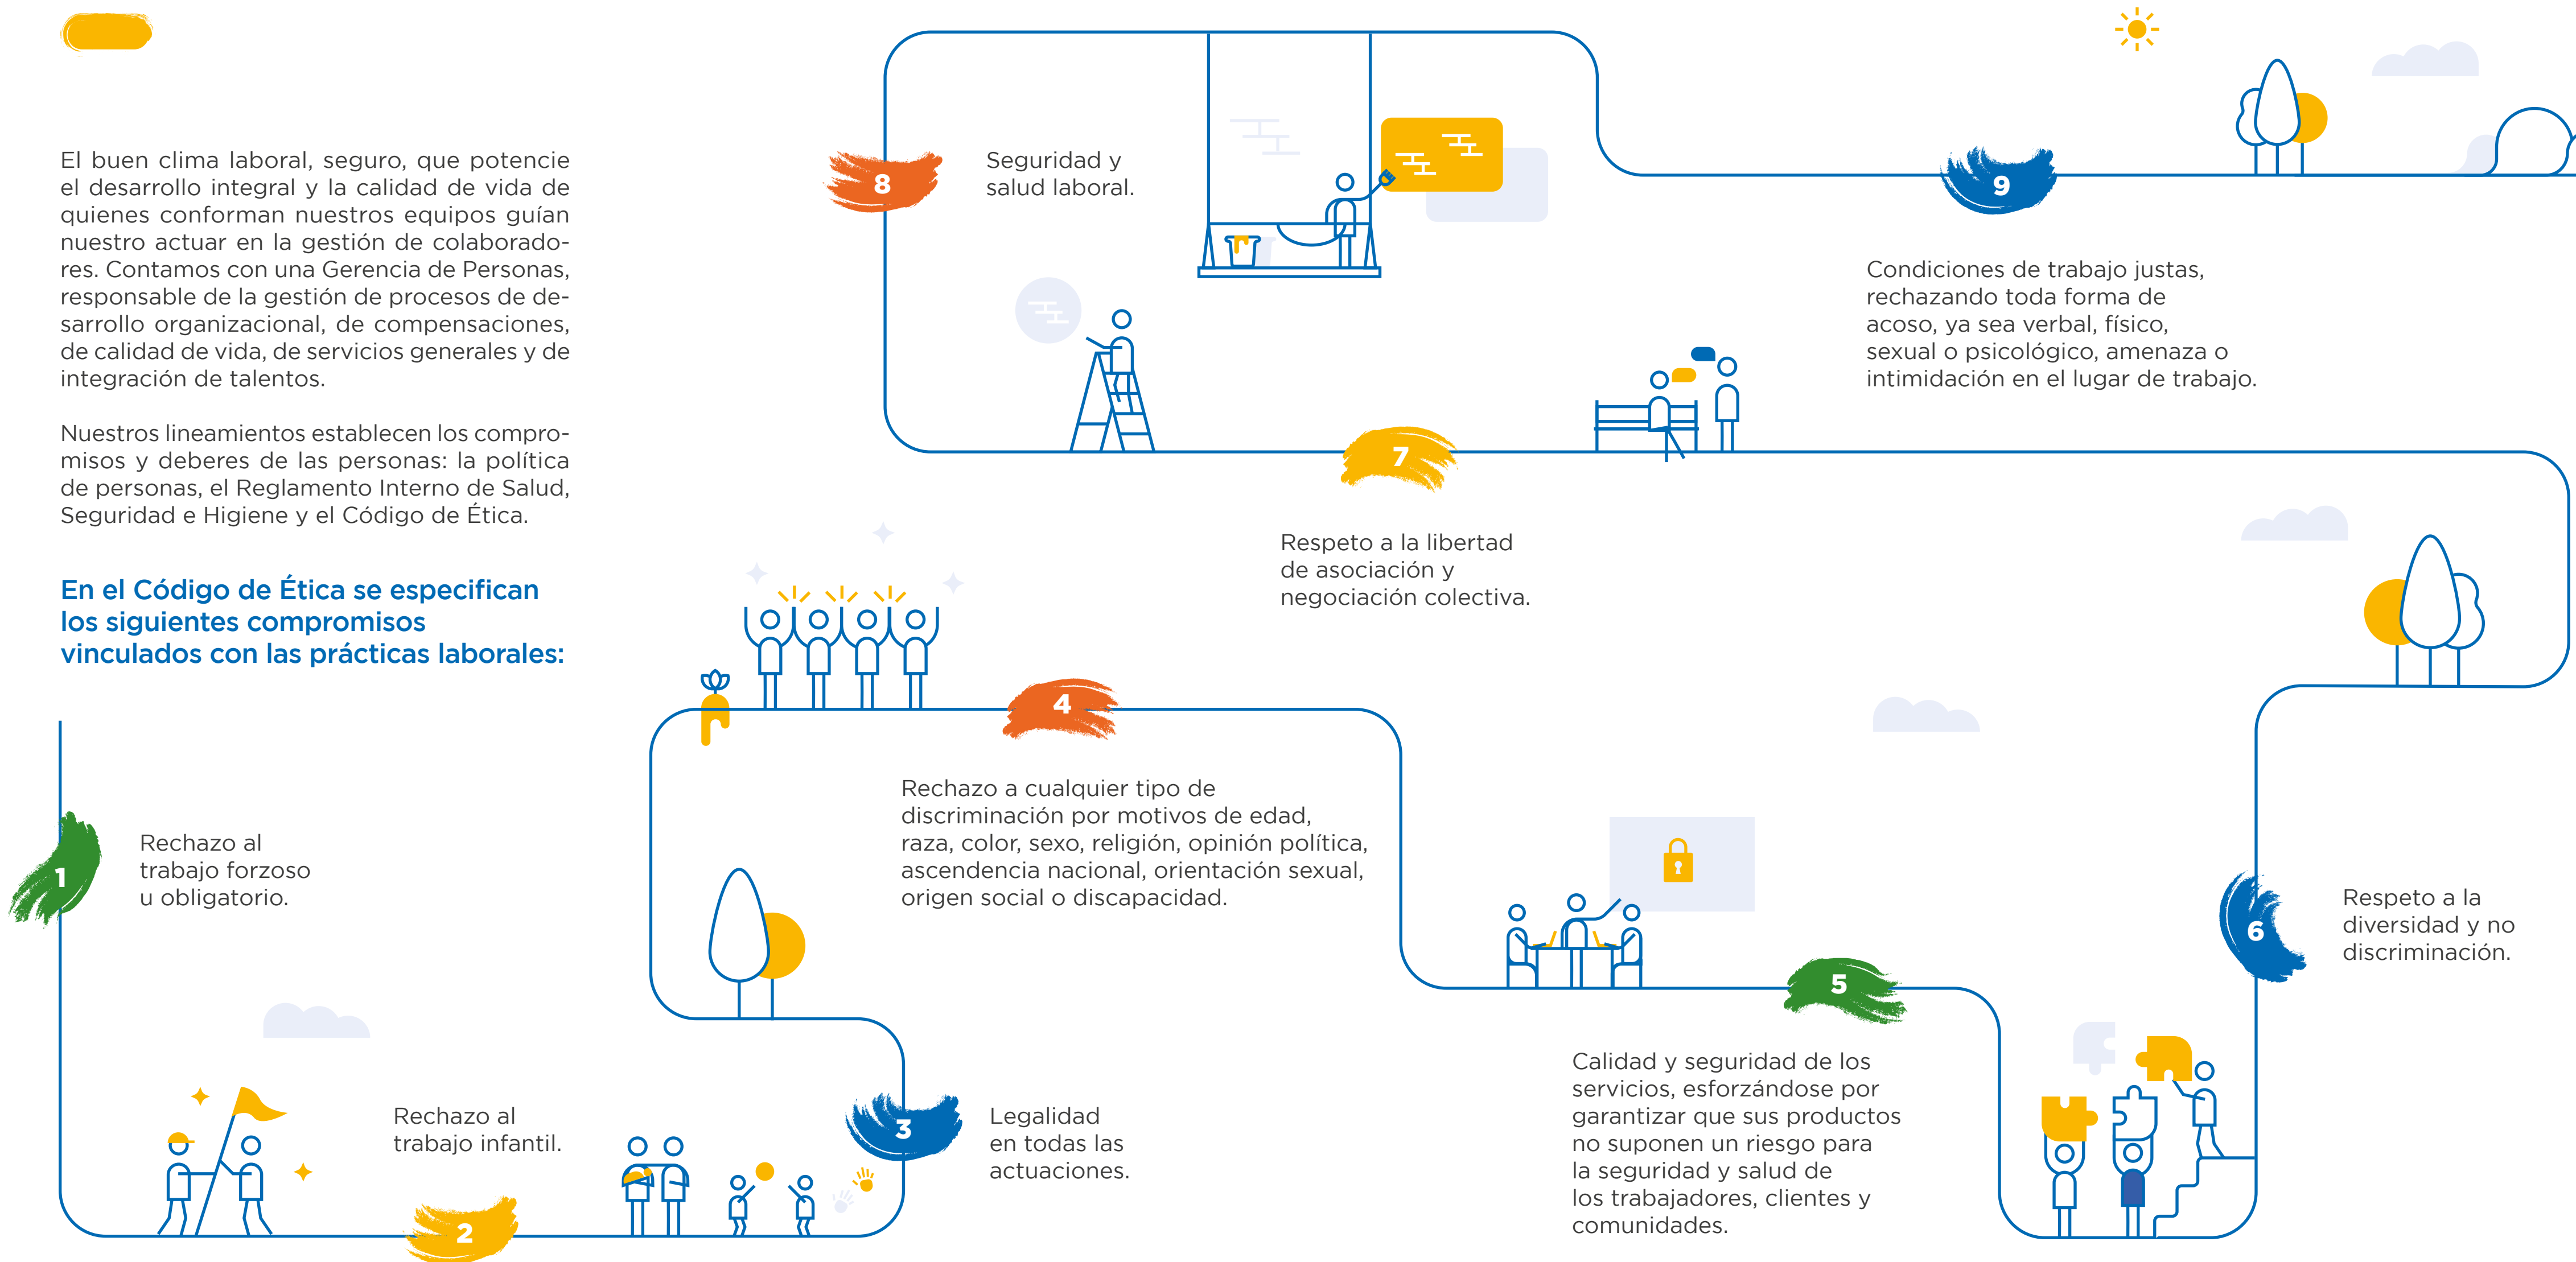 El buen clima laboral, seguro, que potencie
el desarrollo integral y la calidad de vida de
quienes conforman nuestros equipos guían
nuestro actuar en la gestión de colaborado-
res. Contamos con una Gerencia de Personas,
responsable de la gestión de procesos de de-
sarrollo organizacional, de compensaciones,
de calidad de vida, de servicios generales y de
integración de talentos.
Nuestros lineamientos establecen los compro-
misos y deberes de las personas: la política
de personas, el Reglamento Interno de Salud,
Seguridad e Higiene y el Código de Ética.
En el Código de Ética se especifican
los siguientes compromisos
vinculados con las prácticas laborales:
1
Rechazo al
trabajo forzoso
u obligatorio.
2
Rechazo al
trabajo infantil.
3
Legalidad
en todas las
actuaciones.
4
Rechazo a cualquier tipo de
discriminación por motivos de edad,
raza, color, sexo, religión, opinión política,
ascendencia nacional, orientación sexual,
origen social o discapacidad.
5
Calidad y seguridad de los
servicios, esforzándose por
garantizar que sus productos
no suponen un riesgo para
la seguridad y salud de
los trabajadores, clientes y
comunidades.
6
Respeto a la
diversidad y no
discriminación.
7
Respeto a la libertad
de asociación y
negociación colectiva.
8
Seguridad y
salud laboral.
9
Condiciones de trabajo justas,
rechazando toda forma de
acoso, ya sea verbal, físico,
sexual o psicológico, amenaza o
intimidación en el lugar de trabajo.